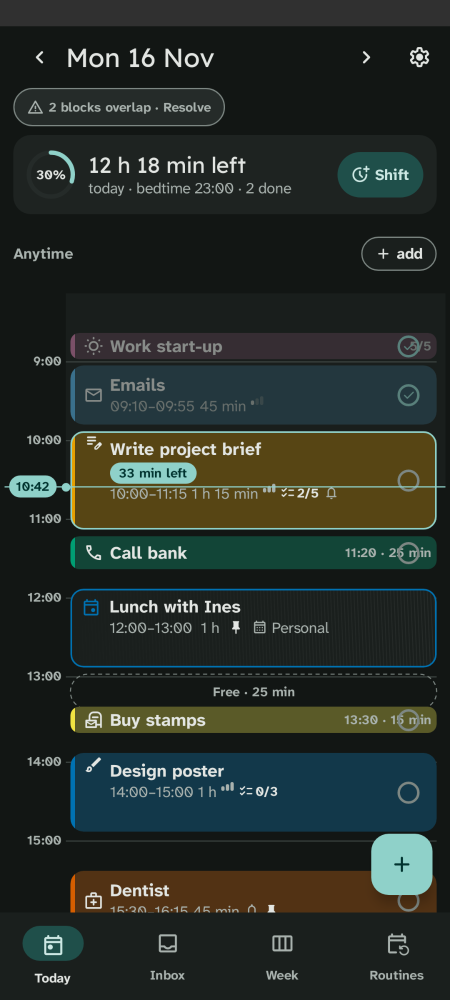 Mon 16 Nov
2 blocks overlap · Resolve
30%
12 h 18 min left
today · bedtime 23:00 · 2 done
Shift
Anytime
+ add
Work start-up
5/5
9:00
Emails
09:10–09:55 45 min
10:00
Write project brief
33 min left
10:42
10:00–11:15 1 h 15 min 2/5
11:00
Call bank
11:20 · 25 min
12:00
Lunch with Ines
12:00–13:00 1 h Personal
13:00
Free · 25 min
Buy stamps
13:30 · 15 min
14:00
Design poster
14:00–15:00 1 h 0/3
15:00
Dentist
15:30–16:15 45 min
Today
Inbox
Week
Routines